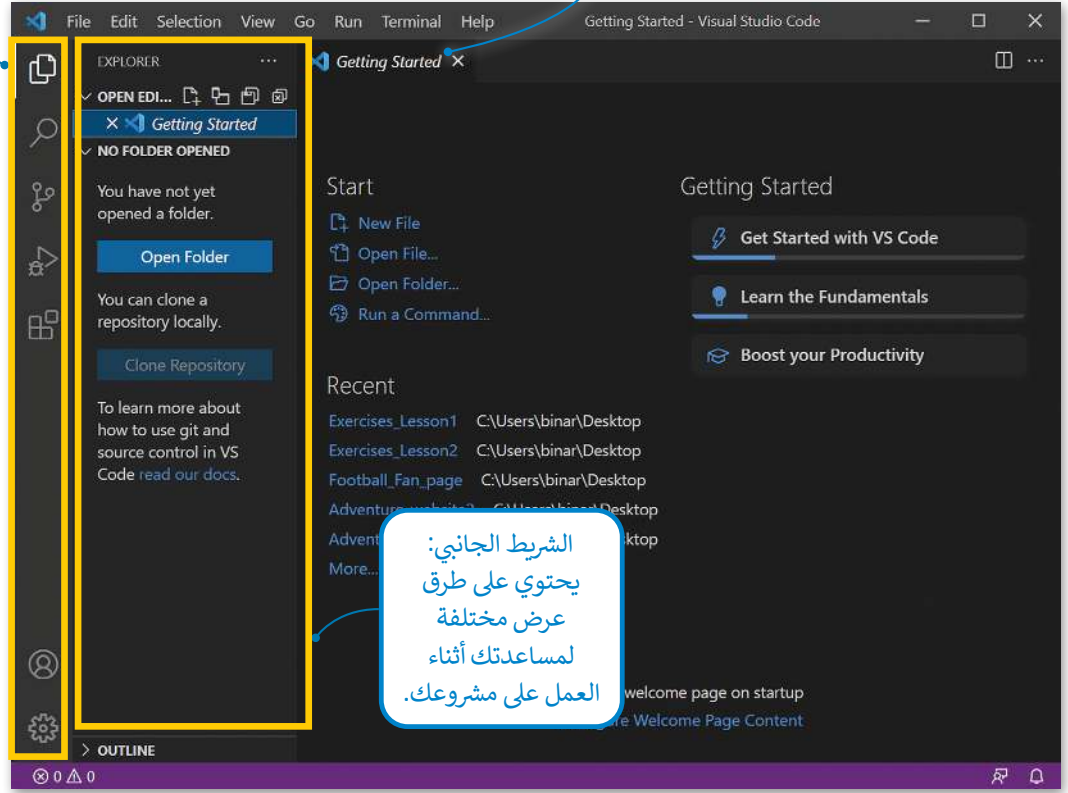 File Edit Selection View Go Run Terminal Help Getting Started - Visual Studio Code
EXPLORER
Getting Started
OPEN EDI...
Getting Started
NO FOLDER OPENED
You have not yet
opened a folder.
Open Folder
You can clone a
repository locally.
Clone Repository
To learn more about
how to use git and
source control in VS
Code read our docs.
OUTLINE
Start
New File
Open File...
Open Folder...
Run a Command...
Recent
Exercises_Lesson1 C:\Users\binar\Desktop
Exercises_Lesson2 C:\Users\binar\Desktop
Football_Fan_page C:\Users\binar\Desktop
More...
Getting Started
Get Started with VS Code
Learn the Fundamentals
Boost your Productivity
الشريط الجانبي:
يحتوي على طرق
عرض مختلفة
لمساعدتك أثناء
العمل على مشروعك.
welcome page on startup
Welcome Page Content
0 0